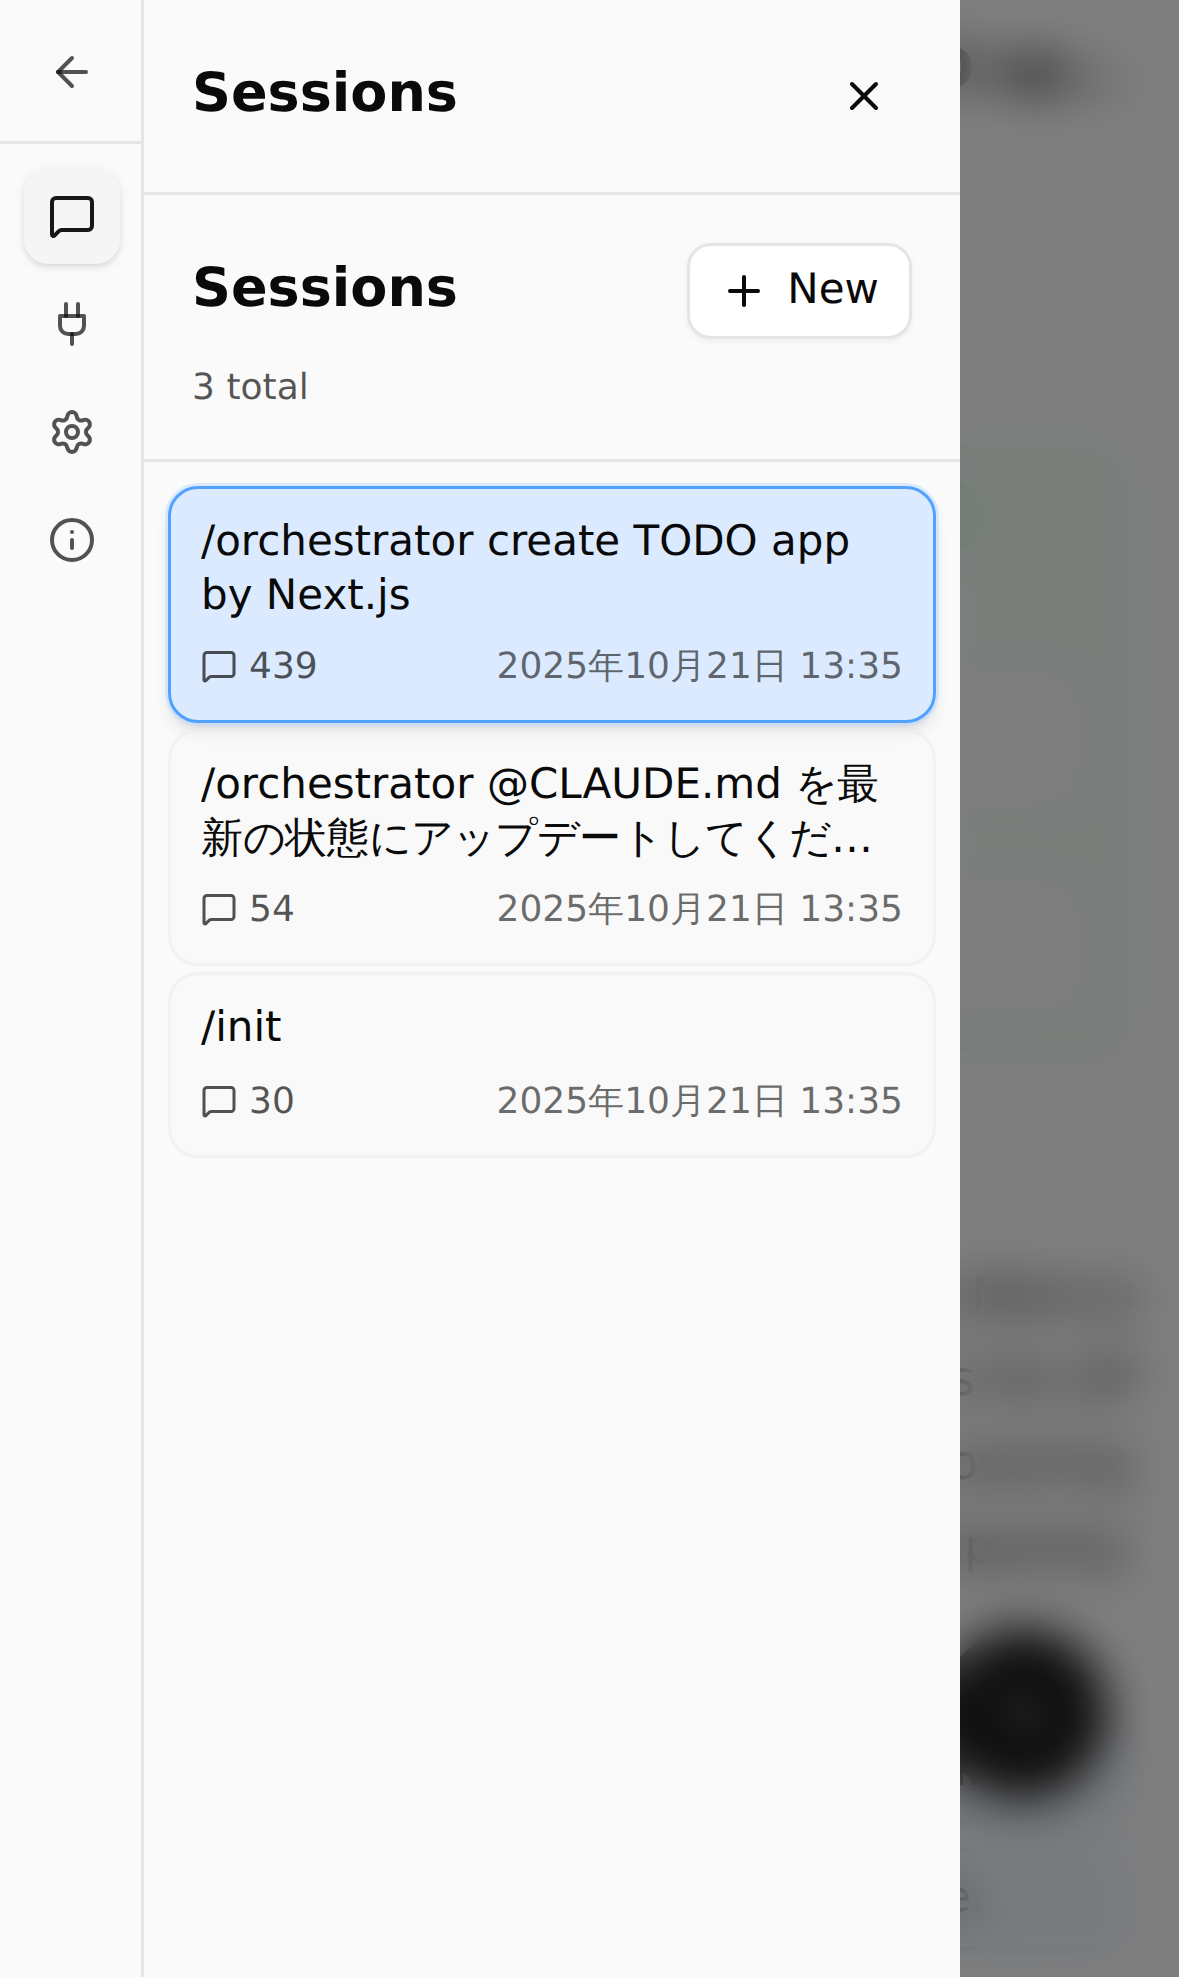 Sessions
Sessions
New
3 total
/orchestrator create TODO app
by Next.js
439 2025年10月21日 13:35
/orchestrator @CLAUDE.md を最
新の状態にアップデートしてくだ...
54 2025年10月21日 13:35
/init
30 2025年10月21日 13:35